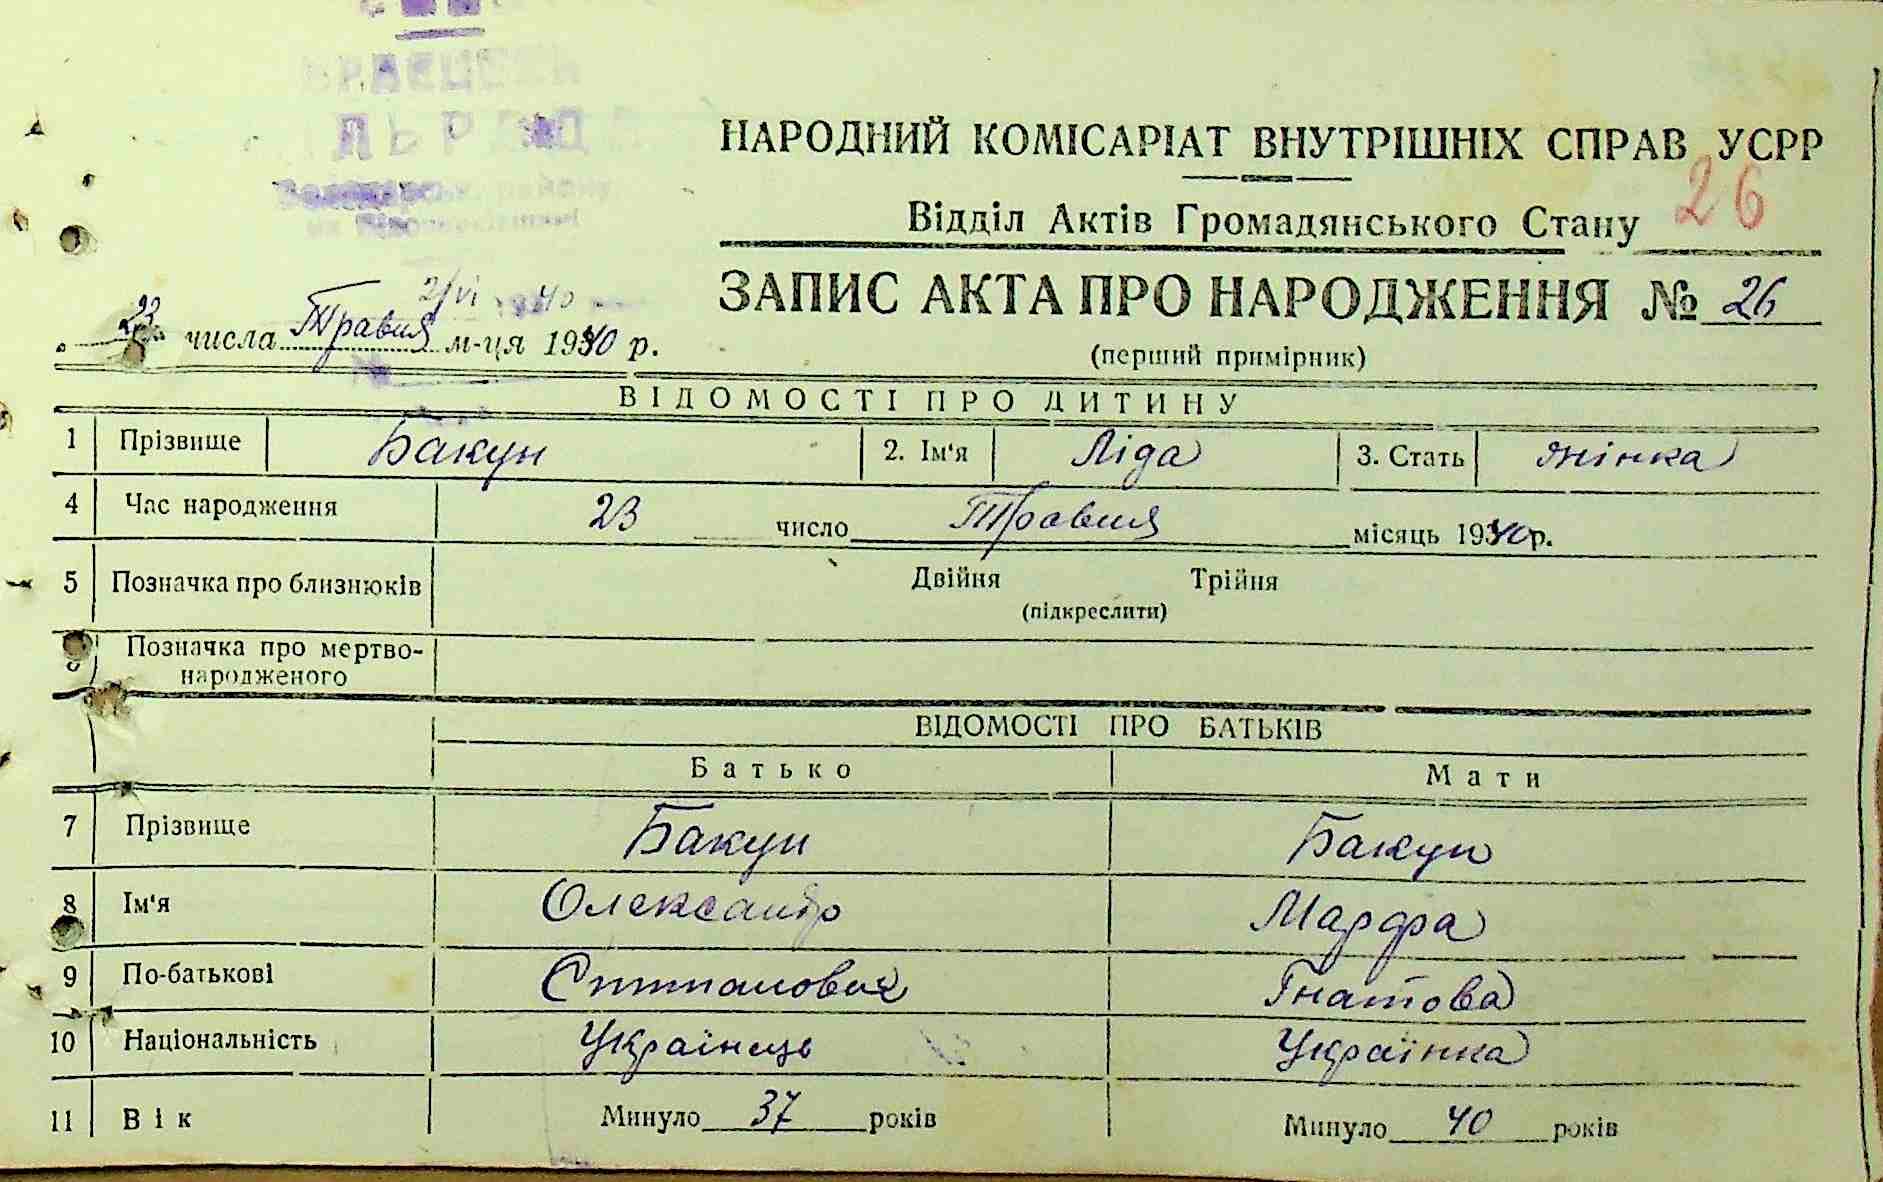 НАРОДНИЙ КОМІСАРІАТ ВНУТРІШНІХ СПРАВ УСРР
26
Відділ Актів Громадянського Стану
ЗАПИС АКТА ПРО НАРОДЖЕННЯ № 26
(перший примірник)
2/VI 1940
23 числа Травня м-ця 1940 р.
ВІДОМОСТІ ПРО ДИТИНУ
1 Прізвище Бакун 2. Ім'я Ліда 3. Стать жінка
4 Час народження 23 число Травня місяць 1940 р.
5 Позначка про близнюків Двійня Трійня
(підкреслити)
6 Позначка про мертво-
народженого
ВІДОМОСТІ ПРО БАТЬКІВ
Батько Мати
7 Прізвище Бакун Бакун
8 Ім'я Олександр Марфа
9 По-батькові Гнатова
10 Національність Українець Українка
11 Вік Минуло 37 років Минуло 40 років